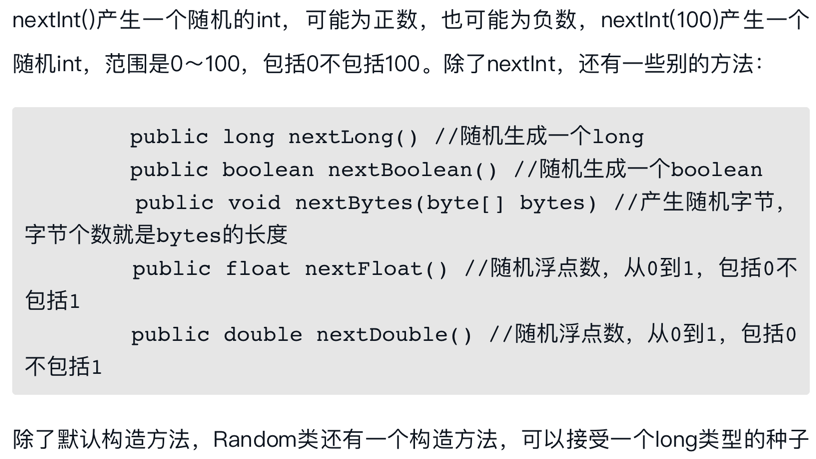 nextInt()产生一个随机的int，可能为正数，也可能为负数，nextInt(100)产生一个
随机int，范围是0～100，包括0不包括100。除了nextInt，还有一些别的方法：
public long nextLong() //随机生成一个long
public boolean nextBoolean() //随机生成一个boolean
public void nextBytes(byte[] bytes) //产生随机字节，
字节个数就是bytes的长度
public float nextFloat() //随机浮点数，从0到1，包括0不
包括1
public double nextDouble() //随机浮点数，从0到1，包括0
不包括1
除了默认构造方法，Random类还有一个构造方法，可以接受一个long类型的种子